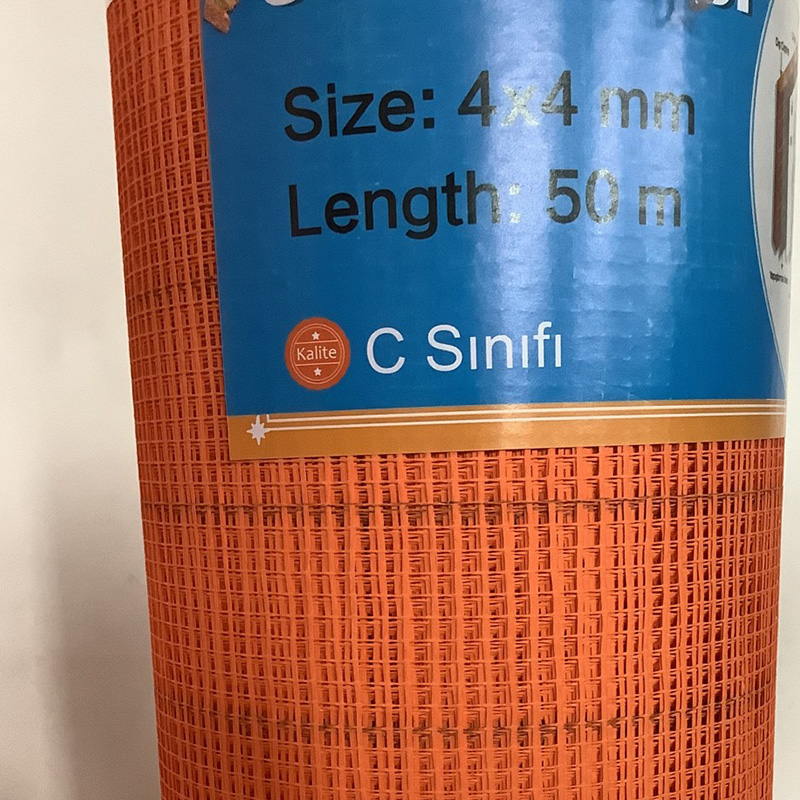 Size: 4x4 mm
Length: 50 m
Kalite
C Sınıfı